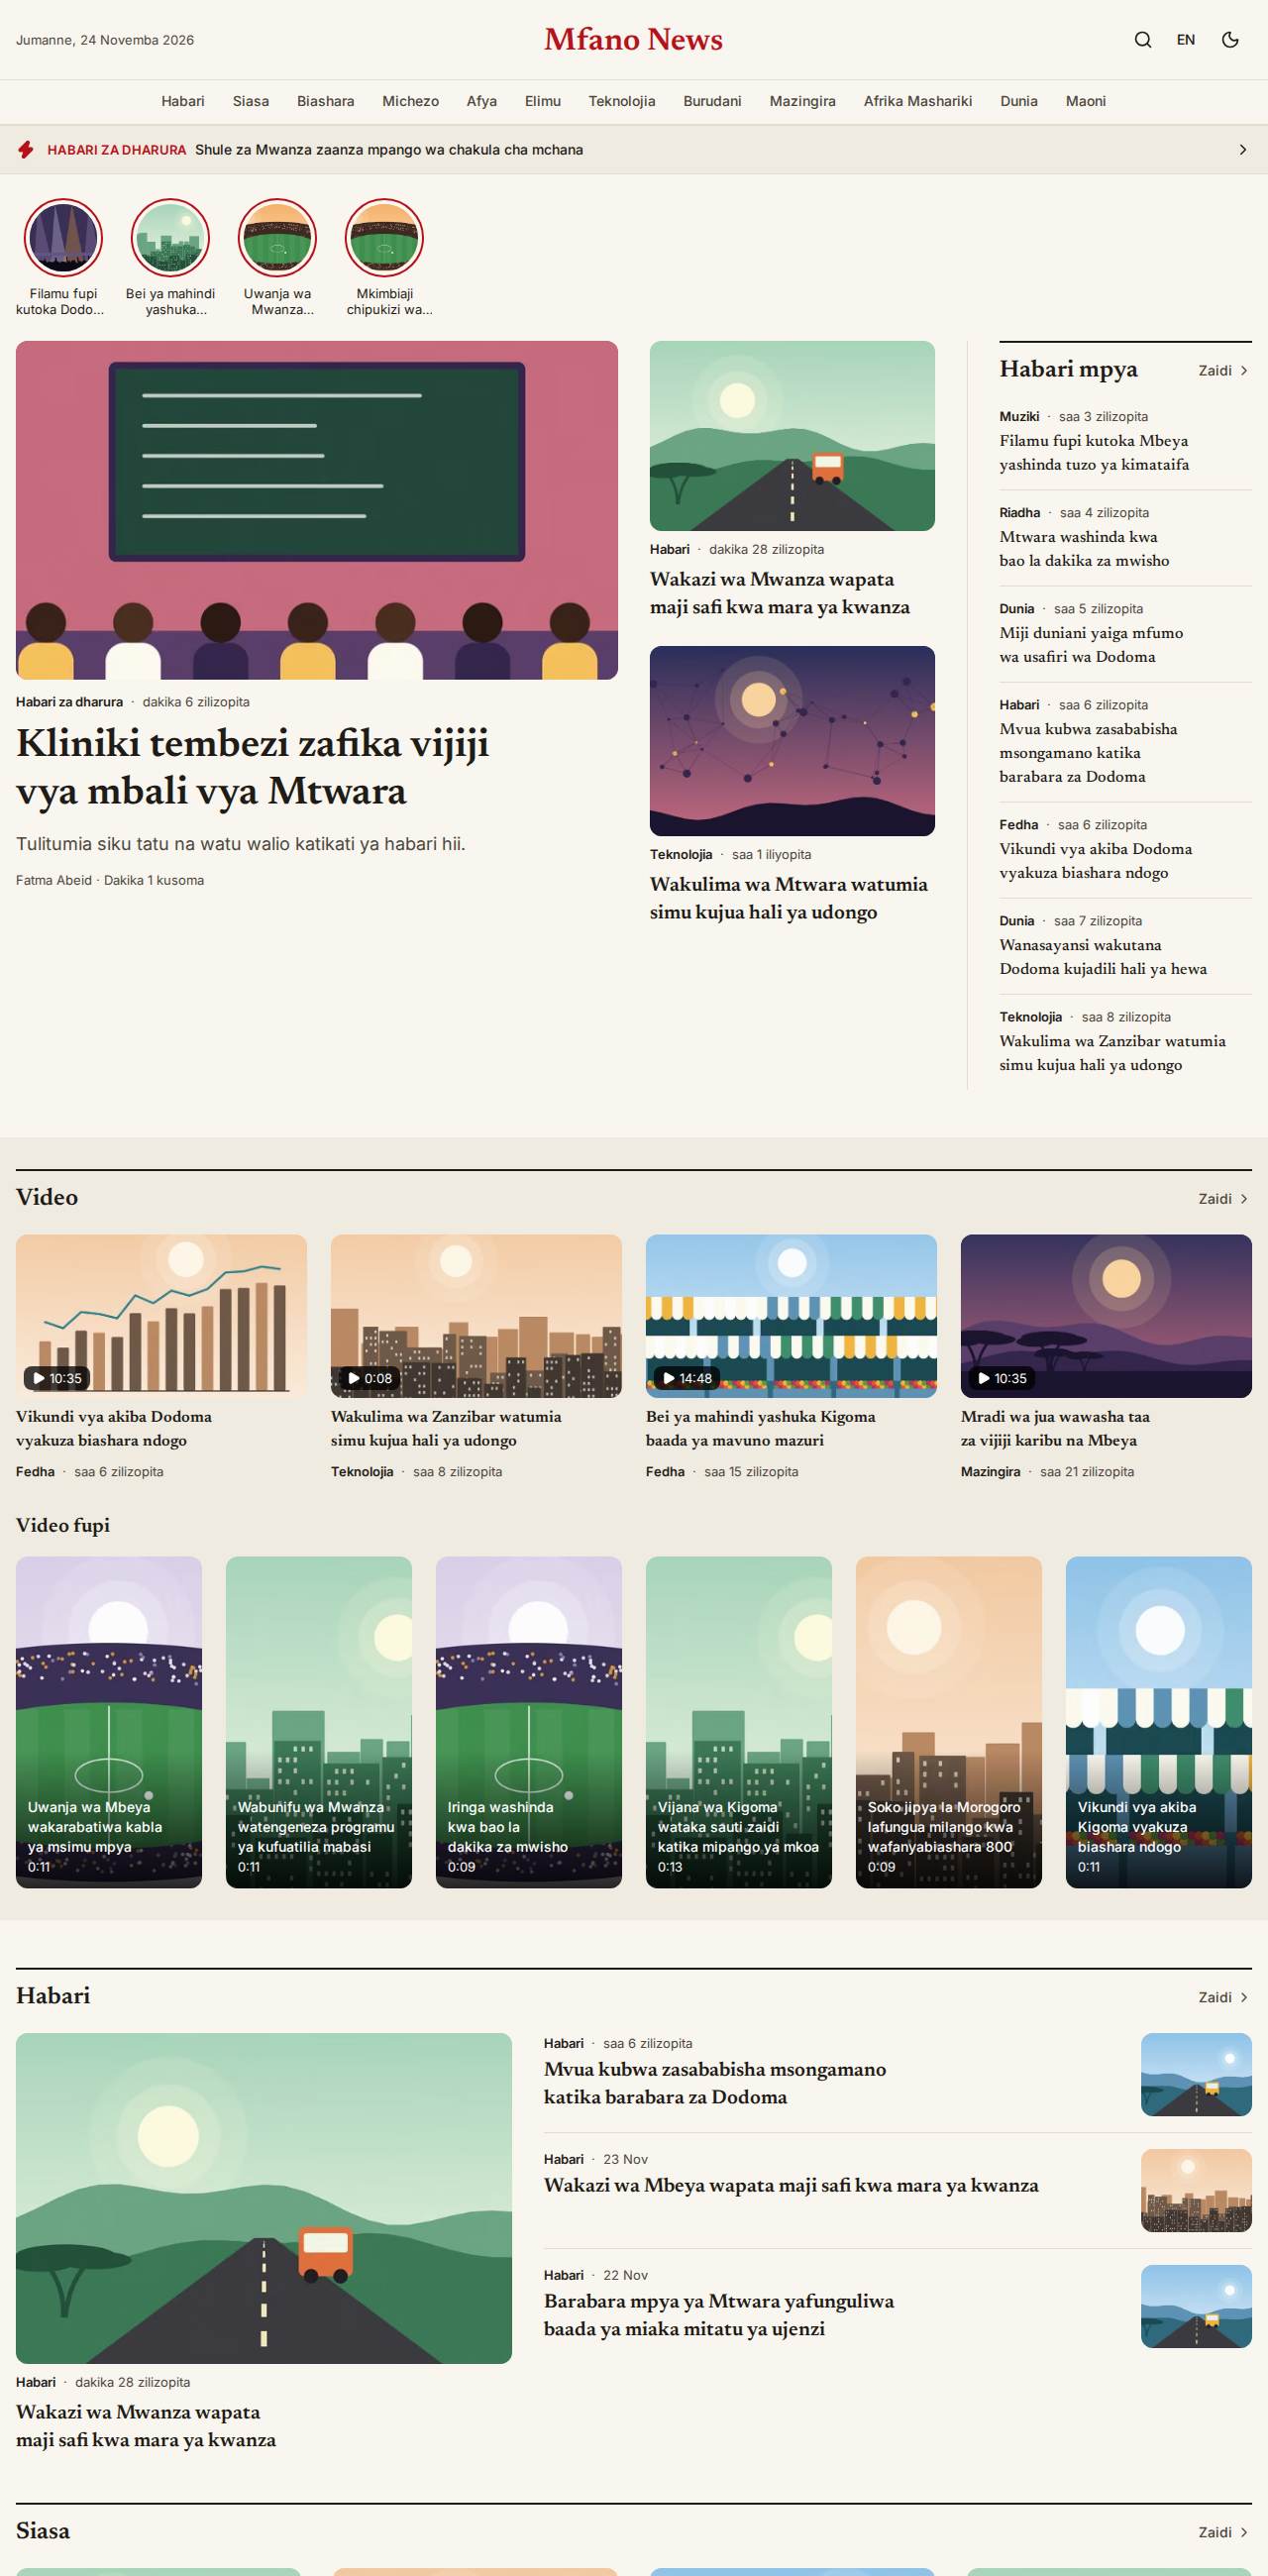 Jumanne, 24 Novemba 2026
Mfano News
EN
Habari Siasa Biashara Michezo Afya Elimu Teknolojia Burudani Mazingira Afrika Mashariki Dunia Maoni
HABARI ZA DHARURA Shule za Mwanza zaanza mpango wa chakula cha mchana
Filamu fupi
kutoka Dodo...
Bei ya mahindi
yashuka...
Uwanja wa
Mwanza...
Mkimbiaji
chipukizi wa...
Habari za dharura · dakika 6 zilizopita
Kliniki tembezi zafika vijiji
vya mbali vya Mtwara
Tulitumia siku tatu na watu walio katikati ya habari hii.
Fatma Abeid · Dakika 1 kusoma
Habari · dakika 28 zilizopita
Wakazi wa Mwanza wapata
maji safi kwa mara ya kwanza
Teknolojia · saa 1 iliyopita
Wakulima wa Mtwara watumia
simu kujua hali ya udongo
Habari mpya
Zaidi
Muziki · saa 3 zilizopita
Filamu fupi kutoka Mbeya
yashinda tuzo ya kimataifa
Riadha · saa 4 zilizopita
Mtwara washinda kwa
bao la dakika za mwisho
Dunia · saa 5 zilizopita
Miji duniani yaiga mfumo
wa usafiri wa Dodoma
Habari · saa 6 zilizopita
Mvua kubwa zasababisha
msongamano katika
barabara za Dodoma
Fedha · saa 6 zilizopita
Vikundi vya akiba Dodoma
vyakuza biashara ndogo
Dunia · saa 7 zilizopita
Wanasayansi wakutana
Dodoma kujadili hali ya hewa
Teknolojia · saa 8 zilizopita
Wakulima wa Zanzibar watumia
simu kujua hali ya udongo
Video
Zaidi
10:35
Vikundi vya akiba Dodoma
vyakuza biashara ndogo
Fedha · saa 6 zilizopita
0:08
Wakulima wa Zanzibar watumia
simu kujua hali ya udongo
Teknolojia · saa 8 zilizopita
14:48
Bei ya mahindi yashuka Kigoma
baada ya mavuno mazuri
Fedha · saa 15 zilizopita
10:35
Mradi wa jua wawasha taa
za vijiji karibu na Mbeya
Mazingira · saa 21 zilizopita
Video fupi
Uwanja wa Mbeya
wakarabatiwa kabla
ya msimu mpya
0:11
Wabunifu wa Mwanza
watengeneza programu
ya kufuatilia mabasi
0:11
Iringa washinda
kwa bao la
dakika za mwisho
0:09
Vijana wa Kigoma
wataka sauti zaidi
katika mipango ya mkoa
0:13
Soko jipya la Morogoro
lafungua milango kwa
wafanyabiashara 800
0:09
Vikundi vya akiba
Kigoma vyakuza
biashara ndogo
0:11
Habari
Zaidi
Habari · dakika 28 zilizopita
Wakazi wa Mwanza wapata
maji safi kwa mara ya kwanza
Habari · saa 6 zilizopita
Mvua kubwa zasababisha msongamano
katika barabara za Dodoma
Habari · 23 Nov
Wakazi wa Mbeya wapata maji safi kwa mara ya kwanza
Habari · 22 Nov
Barabara mpya ya Mtwara yafunguliwa
baada ya miaka mitatu ya ujenzi
Siasa
Zaidi